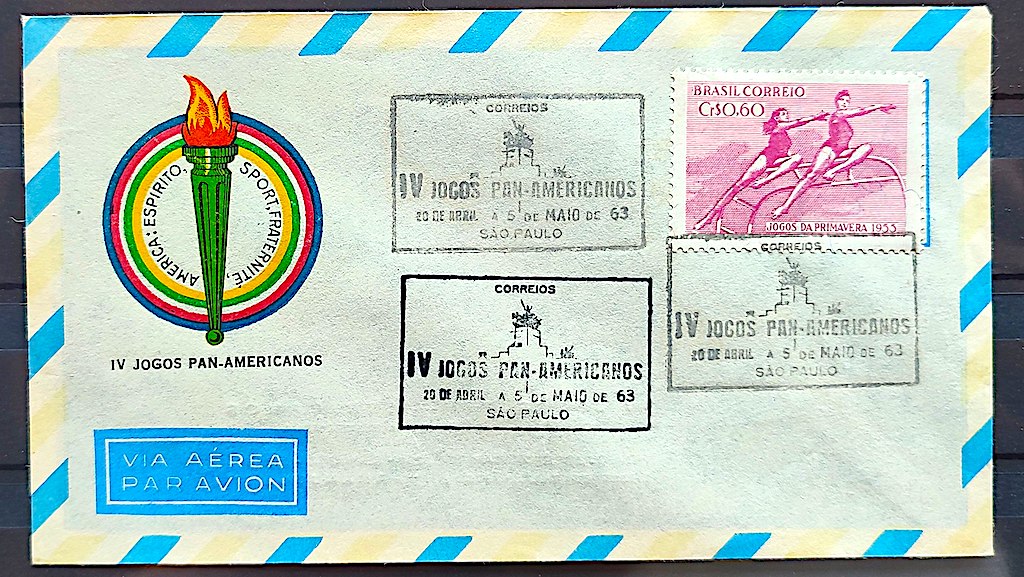 AMERICA: ESPIRITO, SPORT, FRATERNITÉ,
IV JOGOS PAN-AMERICANOS
VIA AÉREA
PAR AVION
CORREIOS
IV JOGOS PAN-AMERICANOS
20 DE ABRIL A 5 DE MAIO DE 63
SÃO PAULO
CORREIOS
IV JOGOS PAN-AMERICANOS
20 DE ABRIL A 5 DE MAIO DE 63
SÃO PAULO
BRASIL CORREIO
Cr$0,60
JOGOS DA PRIMAVERA 1955
CORREIOS
IV JOGOS PAN-AMERICANOS
20 DE ABRIL A 5 DE MAIO DE 63
SÃO PAULO